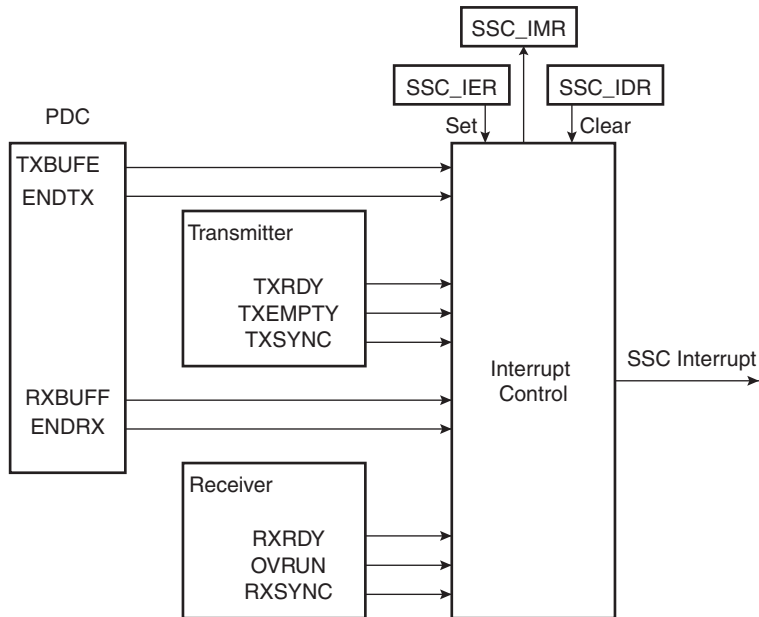 SSC_IMR
SSC_IER
SSC_IDR
PDC
Set
Clear
TXBUFE
ENDTX
Transmitter
TXRDY
TXEMPTY
TXSYNC
RXBUFF
ENDRX
Interrupt
Control
SSC Interrupt
Receiver
RXRDY
OVRUN
RXSYNC